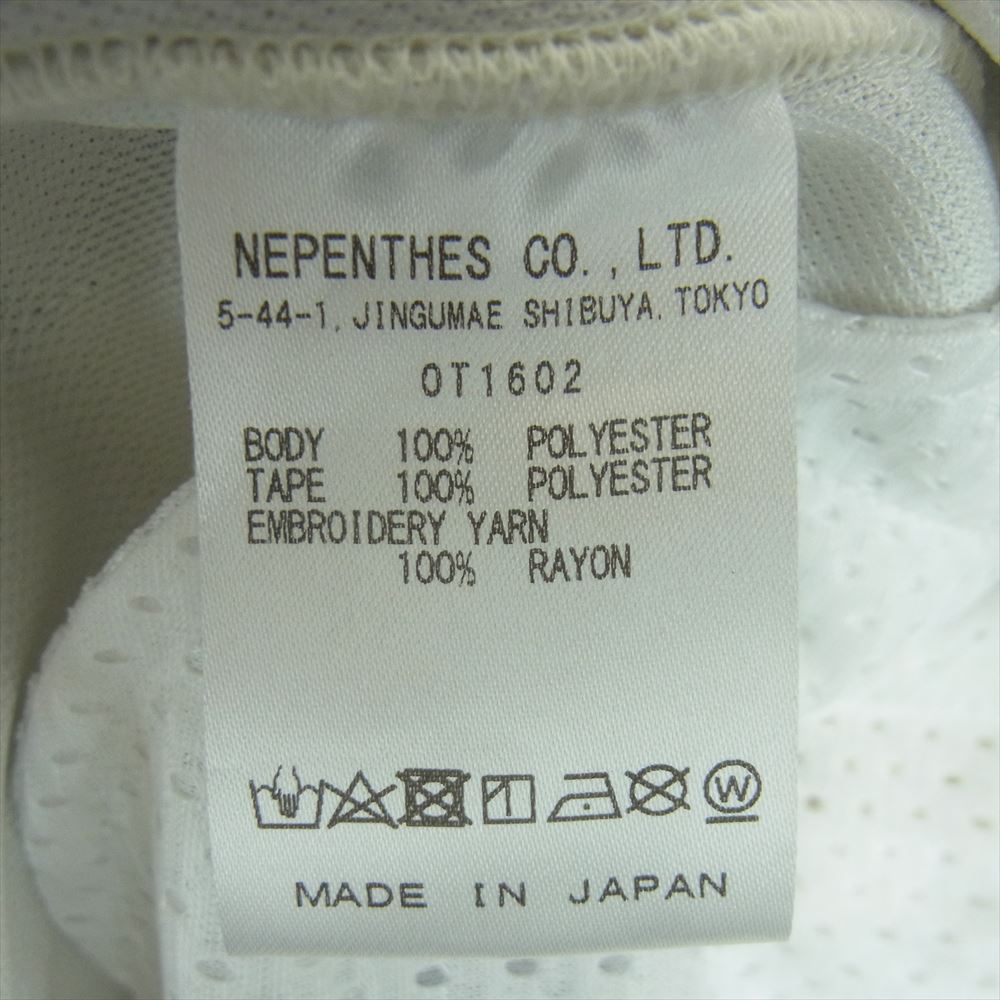 NEPENTHES CO.,LTD.
5-44-1, JINGUMAE SHIBUYA, TOKYO
OT1602
BODY 100% POLYESTER
TAPE 100% POLYESTER
EMBROIDERY YARN
100% RAYON
W
MADE IN JAPAN